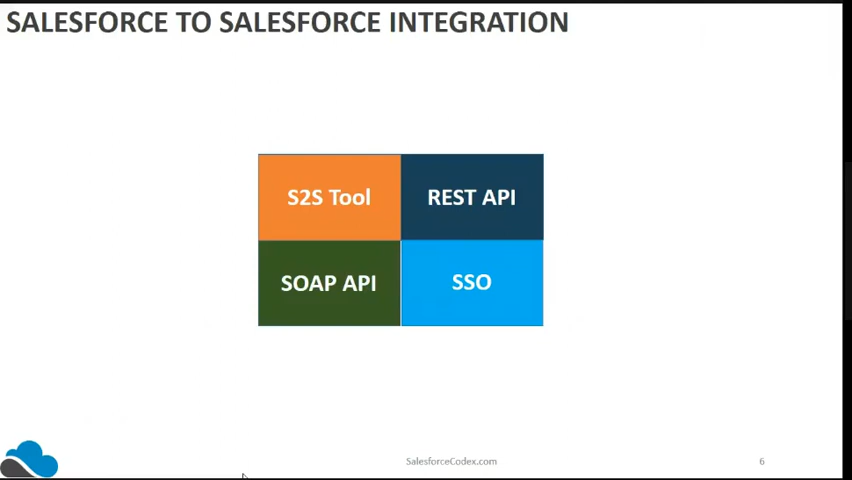 SALESFORCE TO SALESFORCE INTEGRATION
S2S Tool
REST API
SOAP API
SSO
SalesforceCodex.com
6